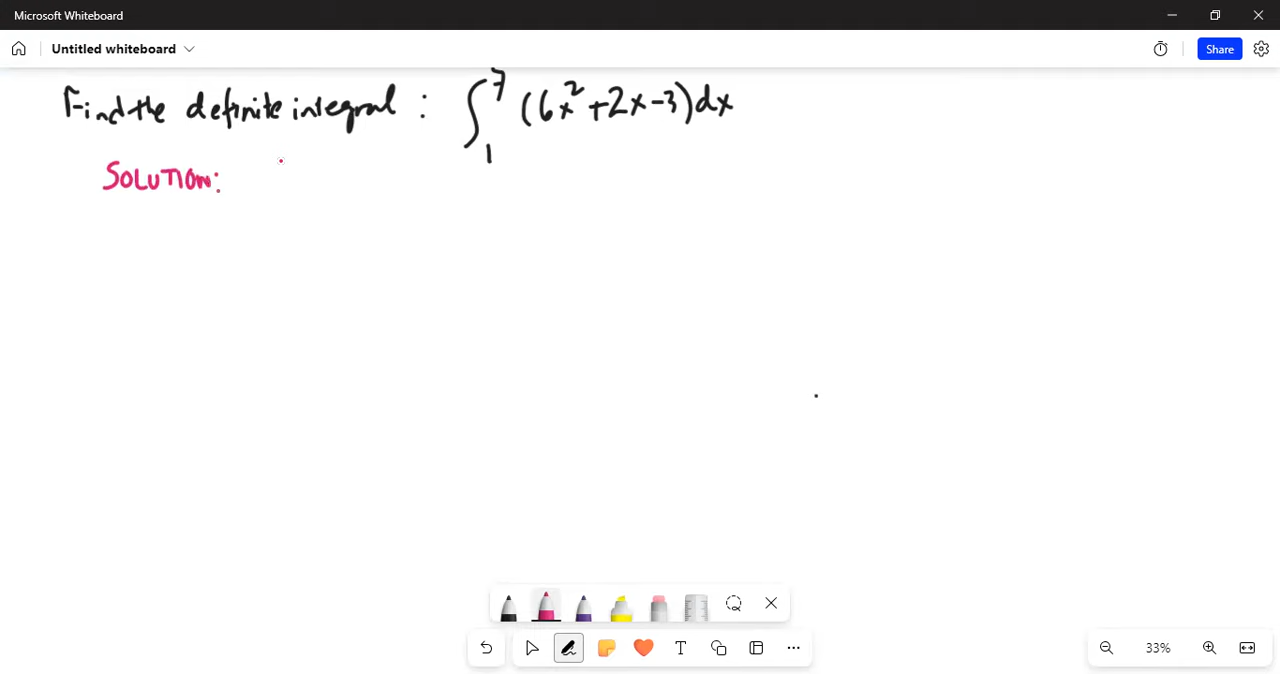 Microsoft Whiteboard
Untitled whiteboard
Share
Find the definite integral : ∫₁⁷ (6x²+2x-3)dx
SOLUTION:
T
33%